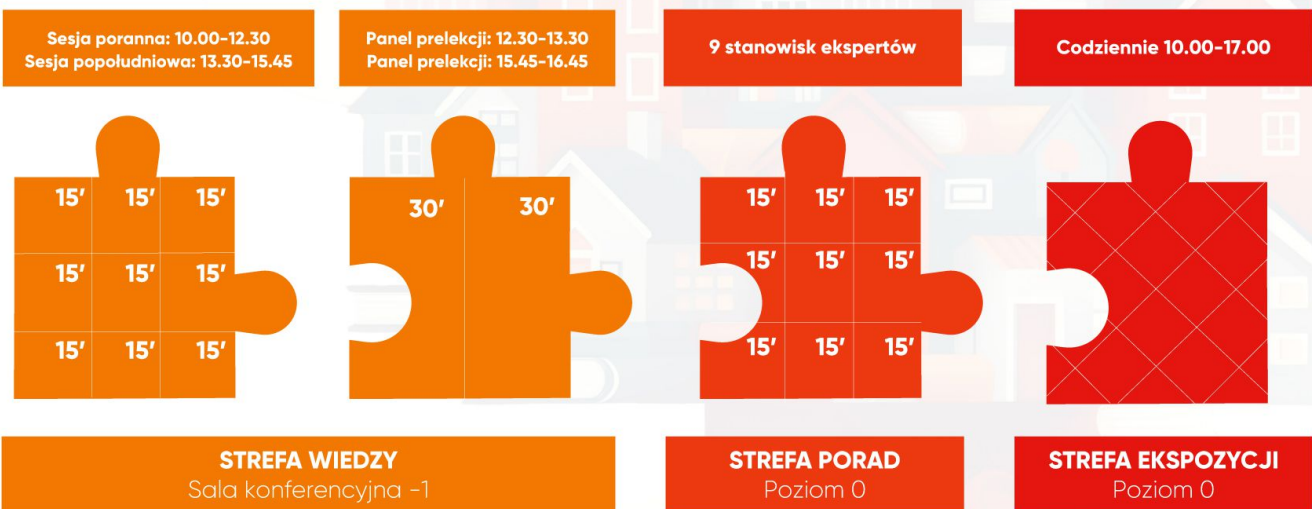 Sesja poranna: 10.00-12.30
Sesja popołudniowa: 13.30-15.45
Panel prelekcji: 12.30-13.30
Panel prelekcji: 15.45-16.45
9 stanowisk ekspertów
Codziennie 10.00-17.00
15' 15' 15'
15' 15' 15'
15' 15' 15'
30' 30'
15' 15' 15'
15' 15' 15'
15' 15' 15'
STREFA WIEDZY
Sala konferencyjna -1
STREFA PORAD
Poziom 0
STREFA EKSPOZYCJI
Poziom 0